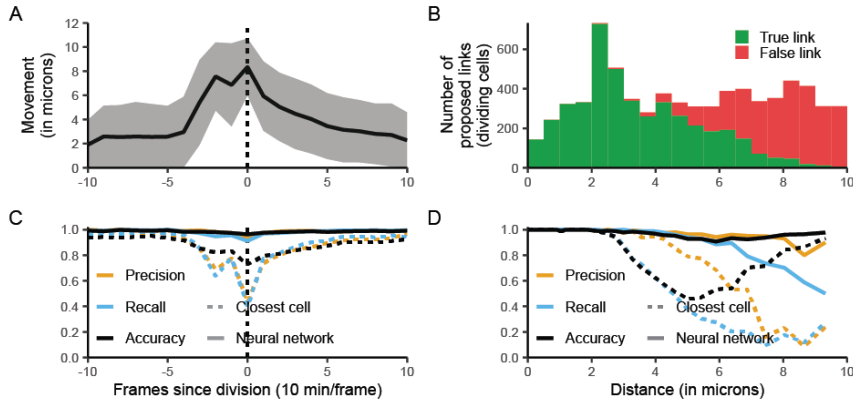 A
Movement
(in microns)
12
10
8
6
4
2
0
-10
-5
0
5
10
B
Number of
proposed links
(dividing cells)
600
400
200
0
True link
False link
0
2
4
6
8
10
C
1.0
0.8
0.6
0.4
0.2
0.0
Precision
Recall
Closest cell
Accuracy
Neural network
-10
-5
0
5
10
Frames since division (10 min/frame)
D
1.0
0.8
0.6
0.4
0.2
0.0
Precision
Recall
Closest cell
Accuracy
Neural network
0
2
4
6
8
10
Distance (in microns)